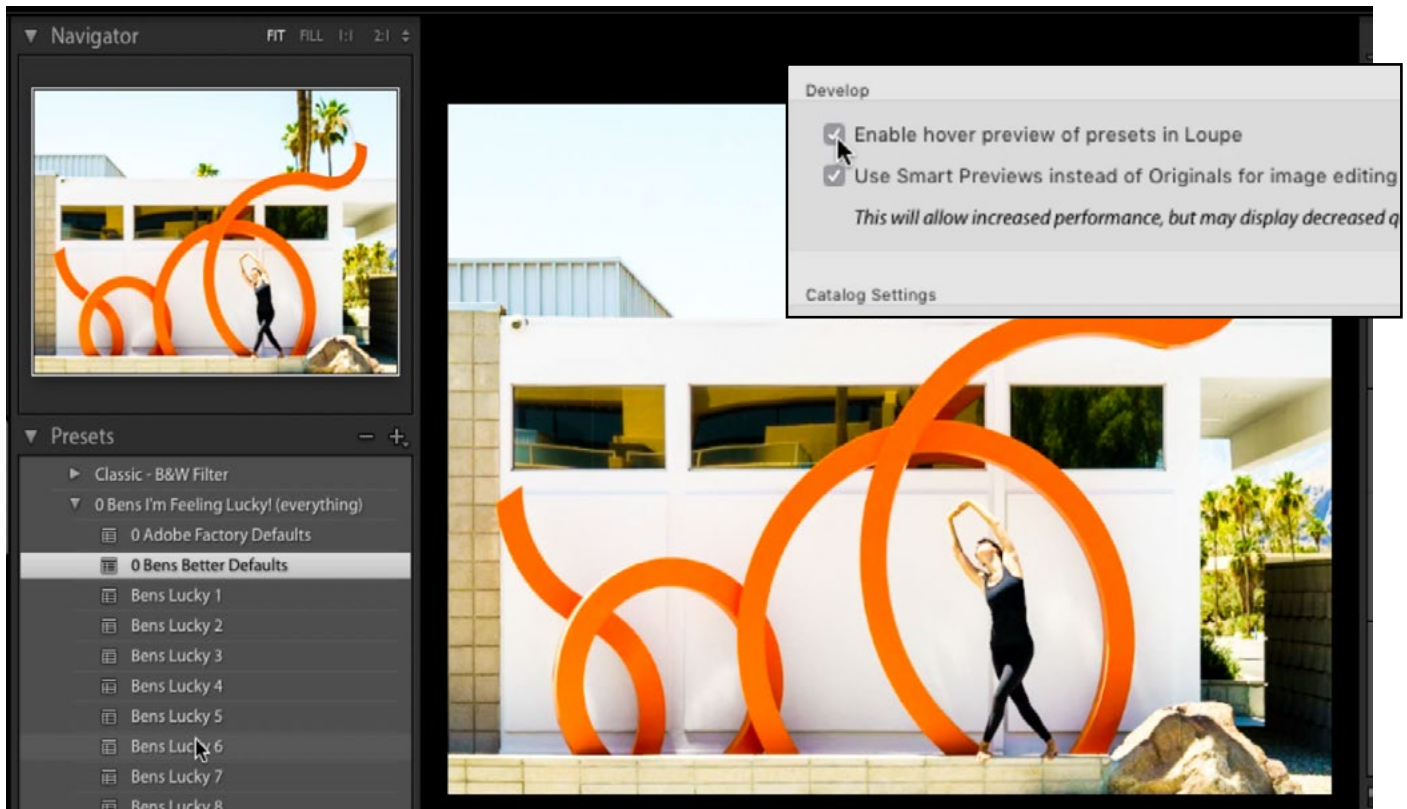 Navigator FIT FILL 1:1 2:1
Develop
Enable hover preview of presets in Loupe
Use Smart Previews instead of Originals for image editing
This will allow increased performance, but may display decreased q
Catalog Settings
Presets
Classic - B&W Filter
0 Bens I'm Feeling Lucky! (everything)
0 Adobe Factory Defaults
0 Bens Better Defaults
Bens Lucky 1
Bens Lucky 2
Bens Lucky 3
Bens Lucky 4
Bens Lucky 5
Bens Lucky 6
Bens Lucky 7
Bens Lucky 8